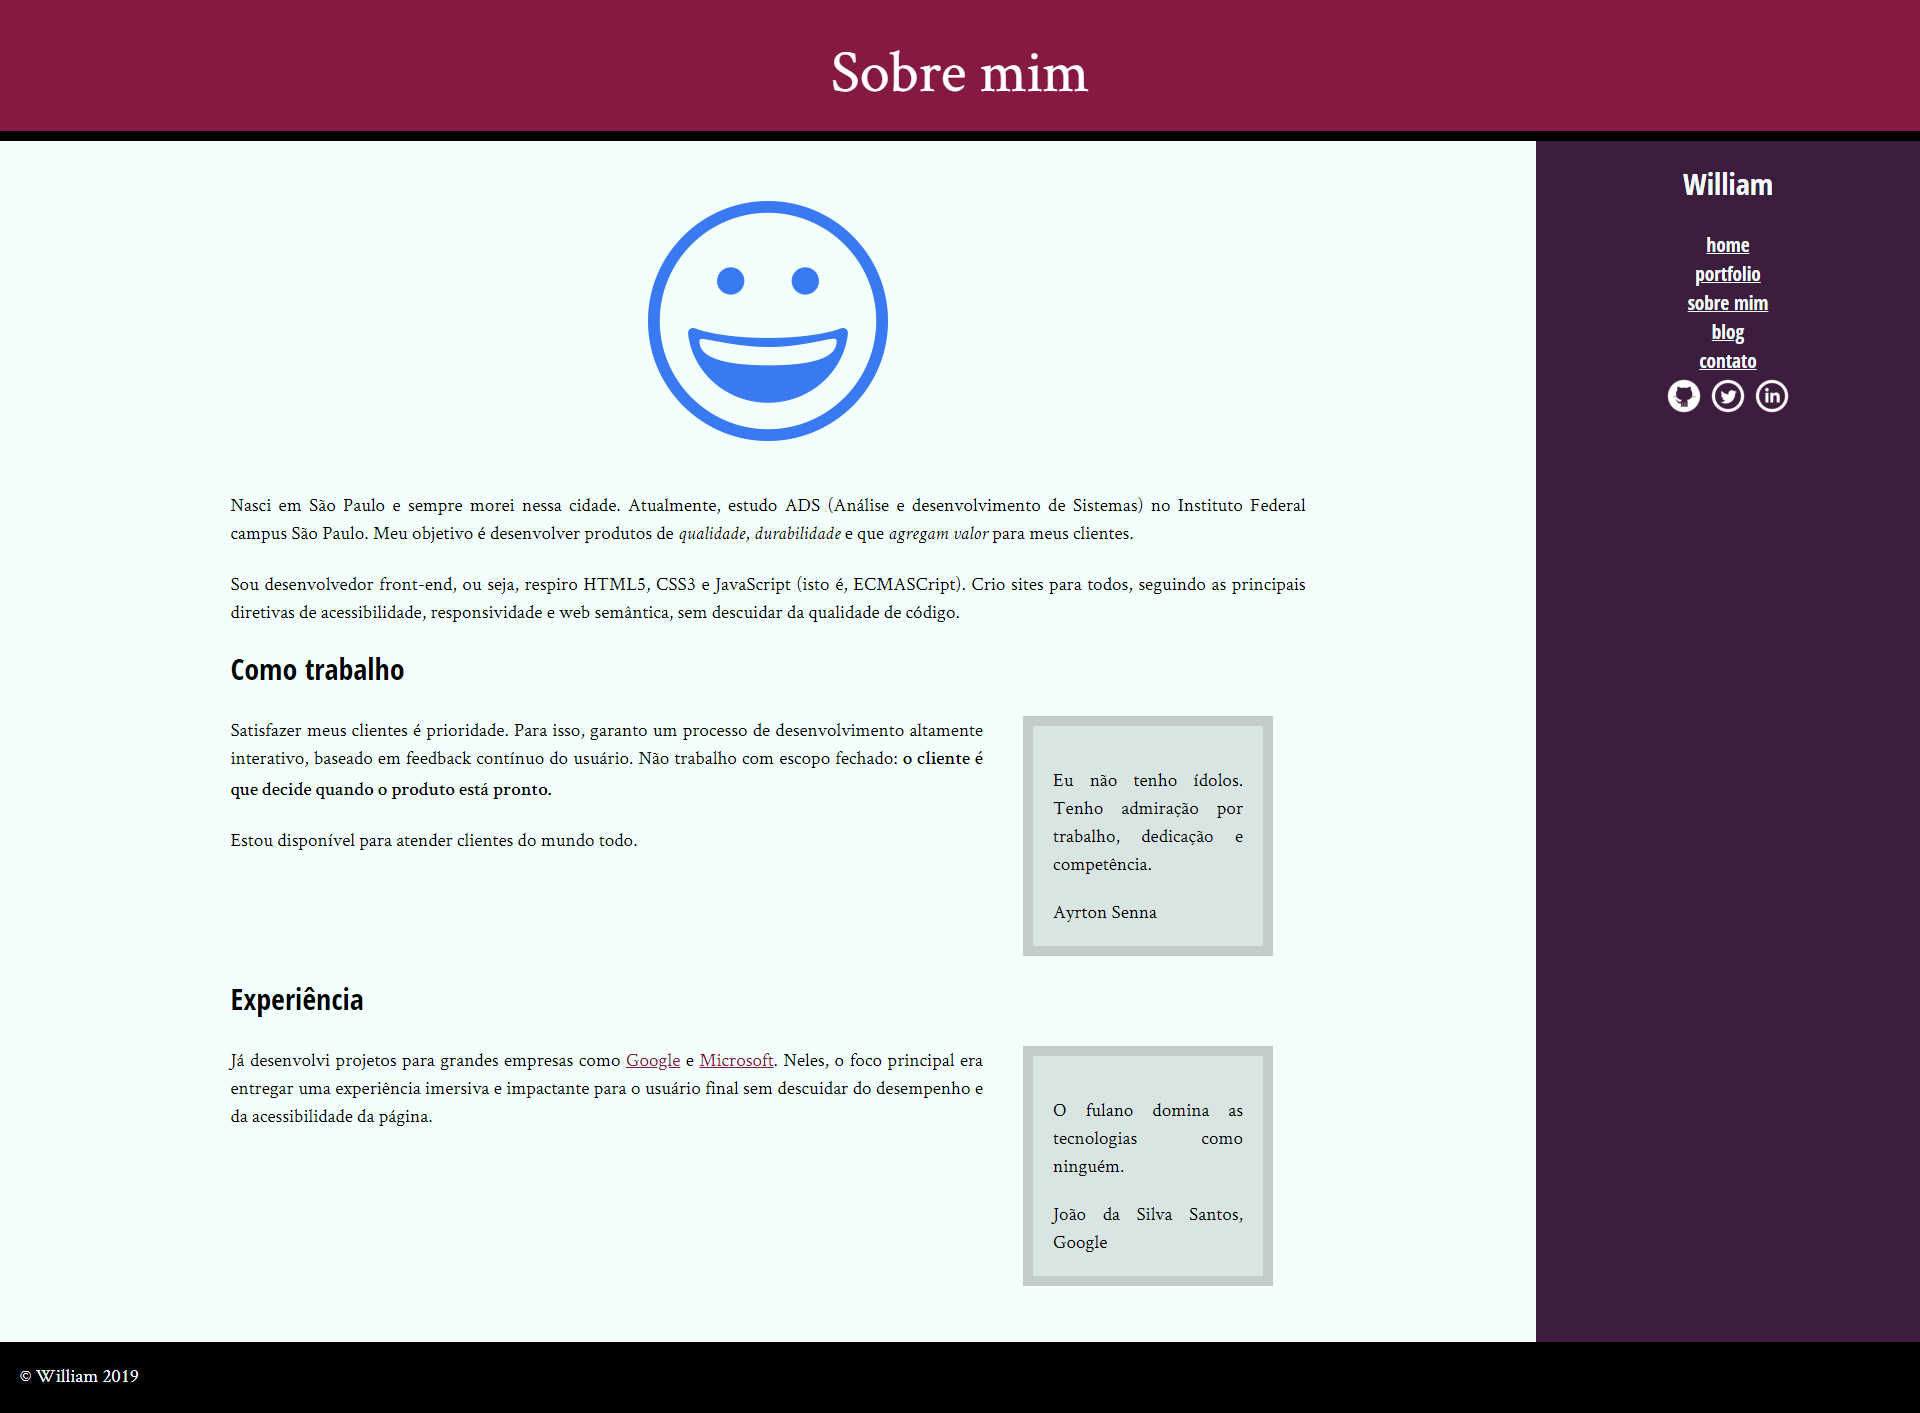 Sobre mim
William
home
portfolio
sobre mim
blog
contato
Nasci em São Paulo e sempre morei nessa cidade. Atualmente, estudo ADS (Análise e desenvolvimento de Sistemas) no Instituto Federal
campus São Paulo. Meu objetivo é desenvolver produtos de qualidade, durabilidade e que agregam valor para meus clientes.
Sou desenvolvedor front-end, ou seja, respiro HTML5, CSS3 e JavaScript (isto é, ECMASCript). Crio sites para todos, seguindo as principais
diretivas de acessibilidade, responsividade e web semântica, sem descuidar da qualidade de código.
Como trabalho
Satisfazer meus clientes é prioridade. Para isso, garanto um processo de desenvolvimento altamente
interativo, baseado em feedback contínuo do usuário. Não trabalho com escopo fechado: o cliente é
que decide quando o produto está pronto.
Estou disponível para atender clientes do mundo todo.
Eu não tenho ídolos.
Tenho admiração por
trabalho, dedicação e
competência.
Ayrton Senna
Experiência
Já desenvolvi projetos para grandes empresas como Google e Microsoft. Neles, o foco principal era
entregar uma experiência imersiva e impactante para o usuário final sem descuidar do desempenho e
da acessibilidade da página.
O fulano domina as
tecnologias como
ninguém.
João da Silva Santos,
Google
© William 2019